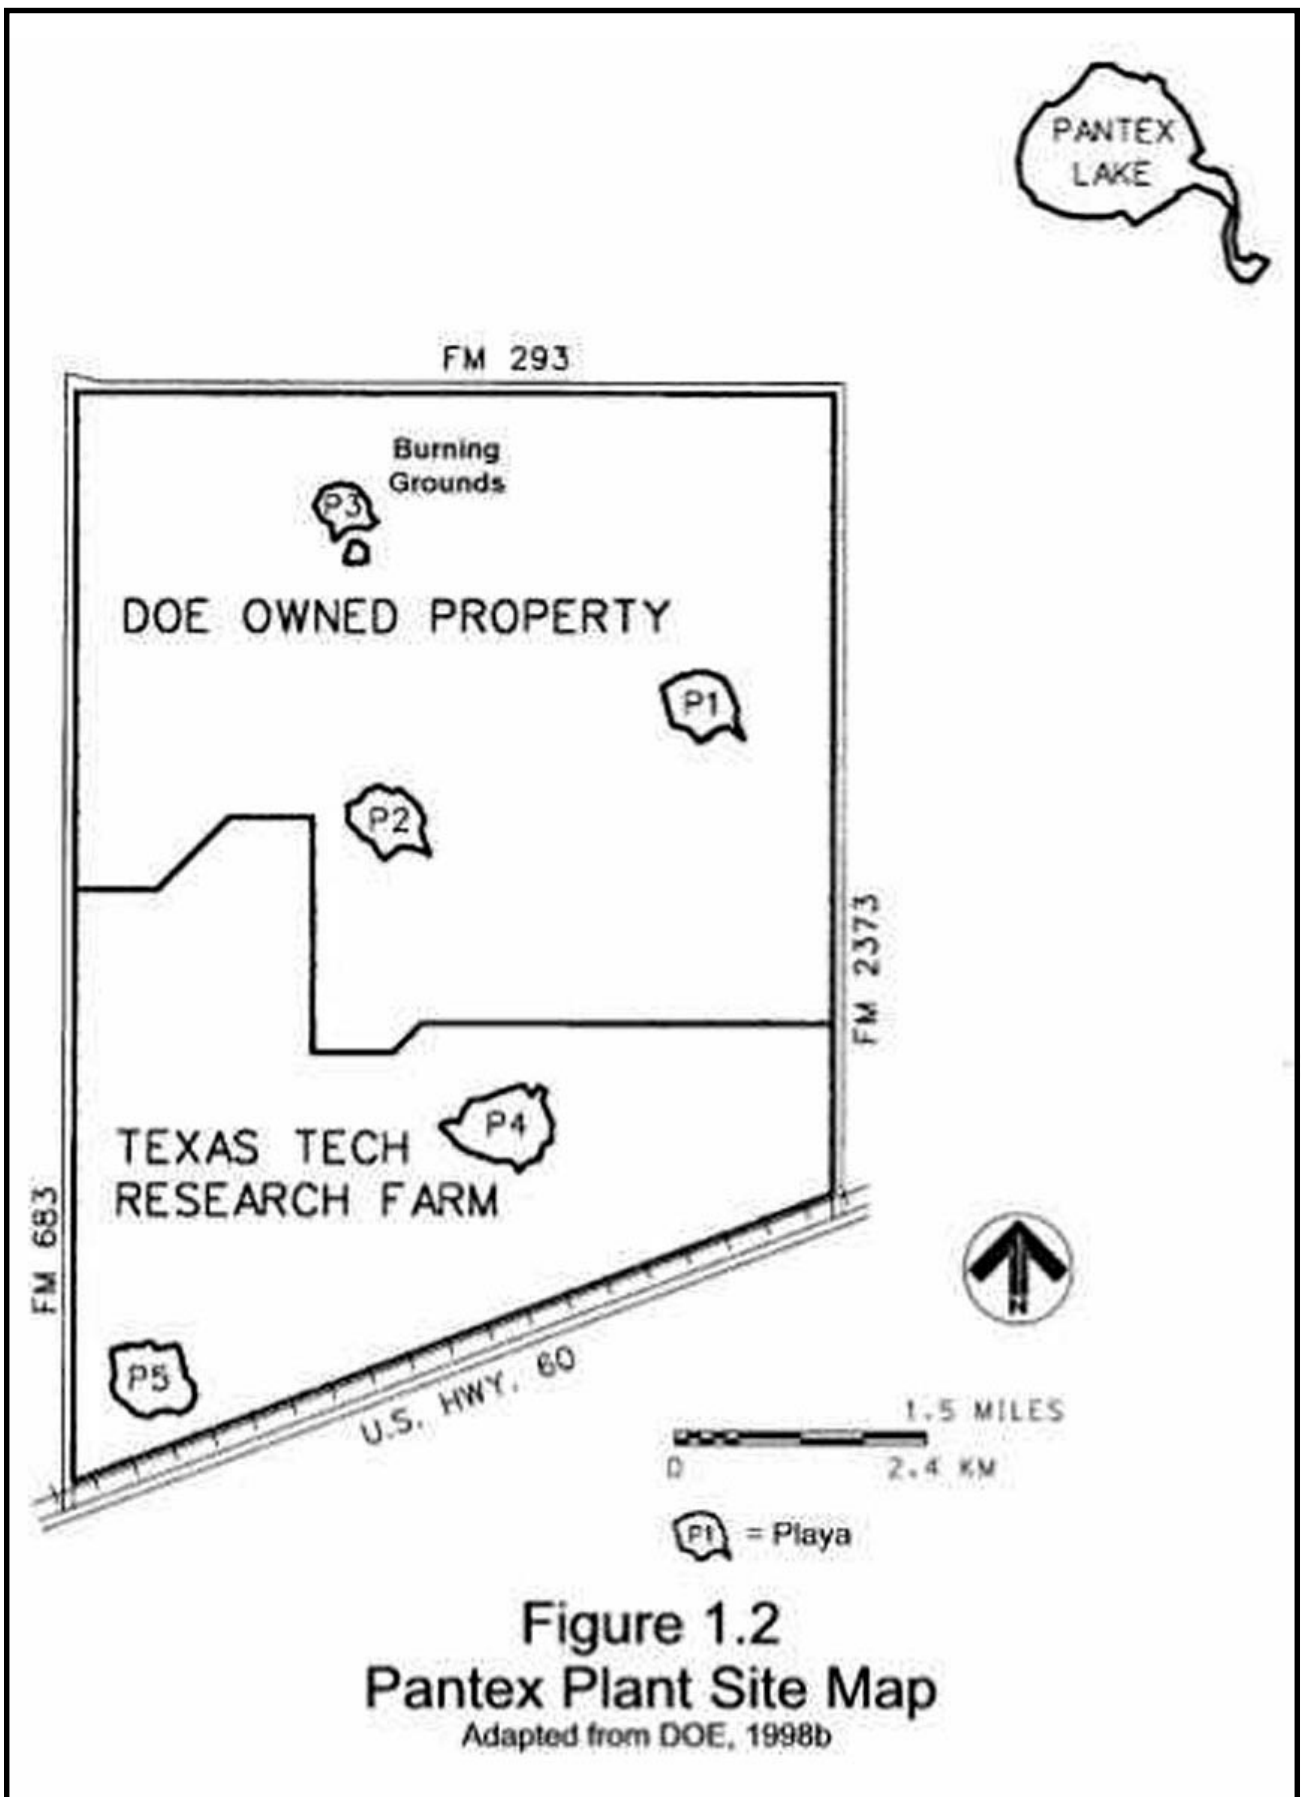 PANTEX
LAKE
FM 293
Burning
Grounds
P3
DOE OWNED PROPERTY
P1
P2
FM 2373
P4
TEXAS TECH
RESEARCH FARM
FM 683
N
P5
U.S. HWY. 60
1.5 MILES
0
2.4 KM
P1 = Playa
Figure 1.2
Pantex Plant Site Map
Adapted from DOE, 1998b